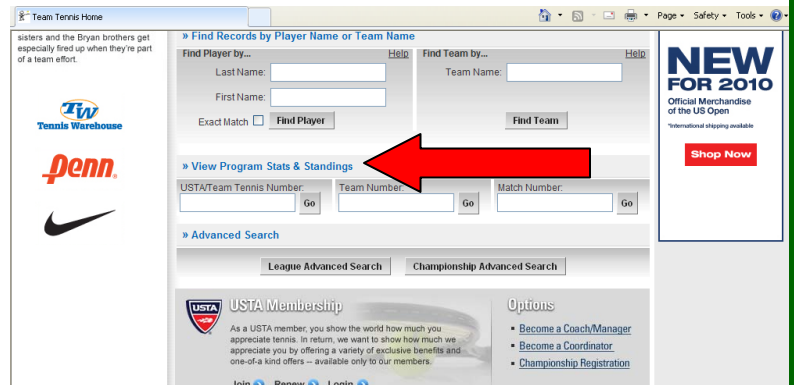 Team Tennis Home
Page Safety Tools
sisters and the Bryan brothers get
especially fired up when they're part
of a team effort.
TW
Tennis Warehouse
Penn
» Find Records by Player Name or Team Name
Find Player by... Help
Last Name:
First Name:
Exact Match Find Player
Find Team by... Help
Team Name:
Find Team
» View Program Stats & Standings
USTA/Team Tennis Number: Go
Team Number: Go
Match Number: Go
» Advanced Search
League Advanced Search Championship Advanced Search
USTA
USTA Membership
As a USTA member, you show the world how much you
appreciate tennis. In return, we want to show how much we
appreciate you by offering a variety of exclusive benefits and
one-of-a kind offers -- available only to our members.
Join Renew Login
Options
Become a Coach/Manager
Become a Coordinator
Championship Registration
NEW
FOR 2010
Official Merchandise
of the US Open
*International shipping available
Shop Now